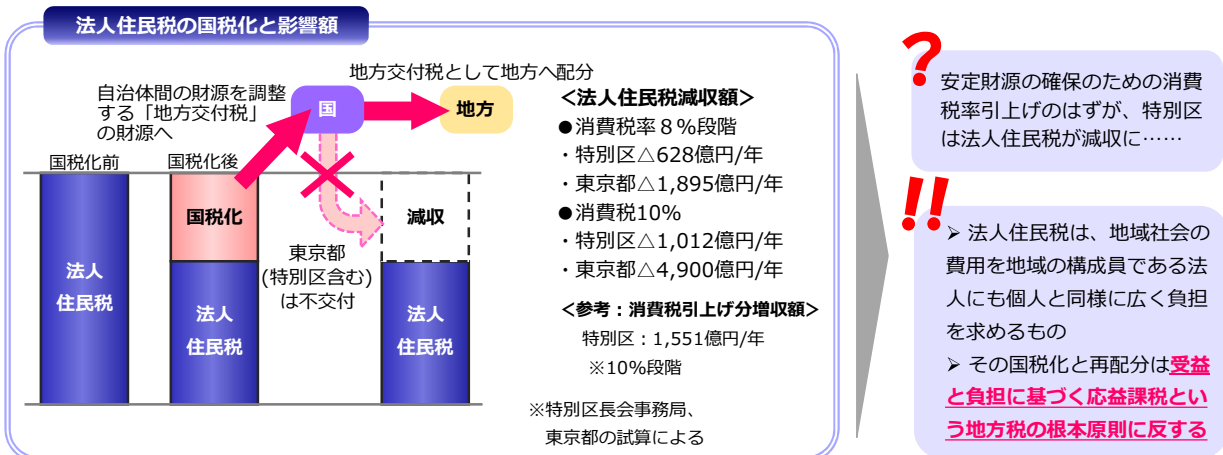 法人住民税の国税化と影響額
地方交付税として地方へ配分
自治体間の財源を調整
する「地方交付税」
の財源へ
国
地方
国税化前
国税化後
法人
住民税
国税化
法人
住民税
東京都
(特別区含む)
は不交付
減収
法人
住民税
＜法人住民税減収額＞
●消費税率８％段階
・特別区△628億円/年
・東京都△1,895億円/年
●消費税10%
・特別区△1,012億円/年
・東京都△4,900億円/年
＜参考：消費税引上げ分増収額＞
特別区：1,551億円/年
※10%段階
※特別区長会事務局、
東京都の試算による
?
安定財源の確保のための消費
税率引上げのはずが、特別区
は法人住民税が減収に……
!!
➢ 法人住民税は、地域社会の
費用を地域の構成員である法
人にも個人と同様に広く負担
を求めるもの
➢ その国税化と再配分は受益
と負担に基づく応益課税とい
う地方税の根本原則に反する